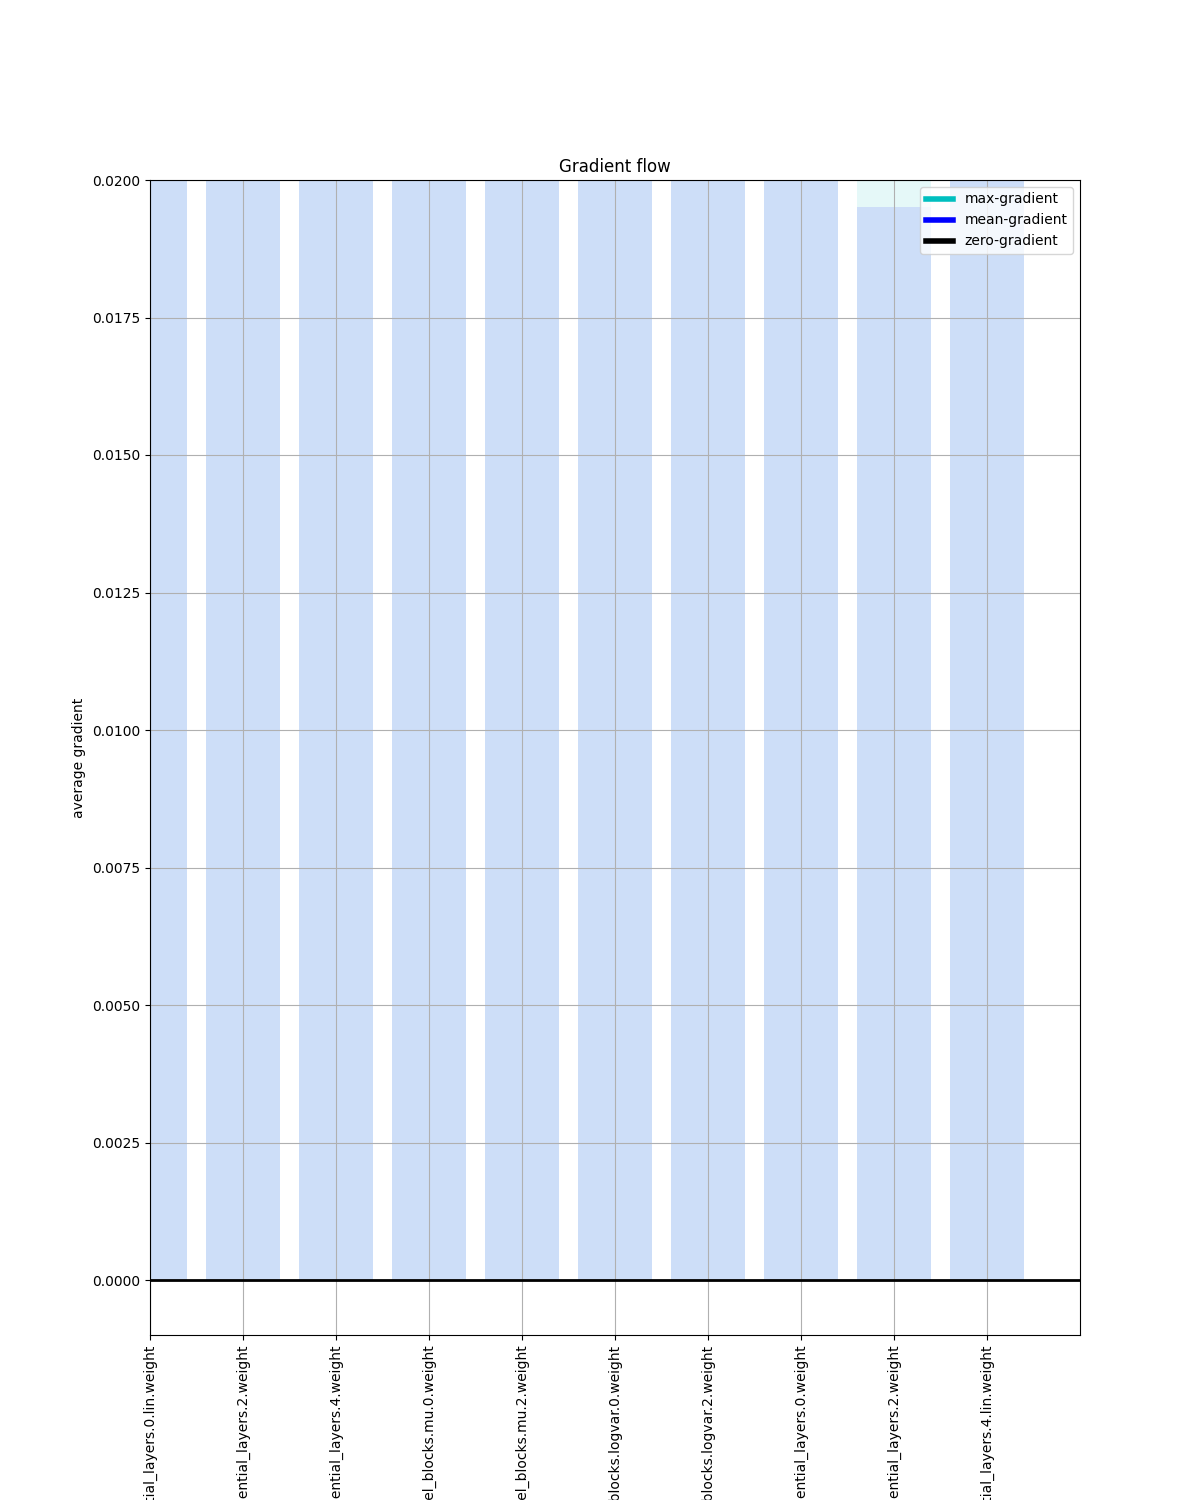 Gradient flow
max-gradient
mean-gradient
zero-gradient
0.0200
0.0175
0.0150
0.0125
0.0100
0.0075
0.0050
0.0025
0.0000
average gradient
tial_layers.0.lin.weight
ential_layers.2.weight
ential_layers.4.weight
el_blocks.mu.0.weight
el_blocks.mu.2.weight
blocks.logvar.0.weight
blocks.logvar.2.weight
ential_layers.0.weight
ential_layers.2.weight
tial_layers.4.lin.weight